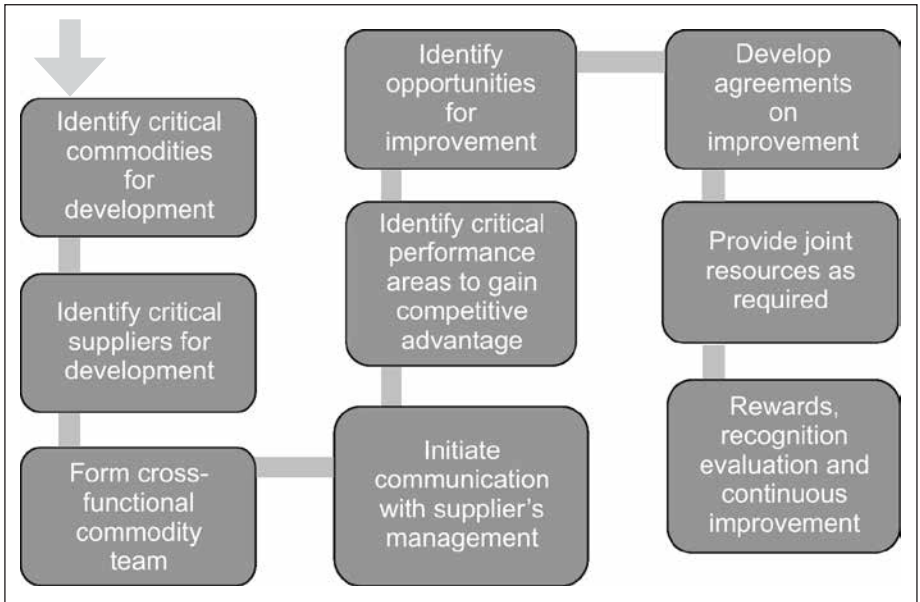 Identify critical
commodities
for
development
Identify critical
suppliers for
development
Form cross-
functional
commodity
team
Initiate
communication
with supplier's
management
Identify critical
performance
areas to gain
competitive
advantage
Identify
opportunities
for
improvement
Develop
agreements
on
improvement
Provide joint
resources as
required
Rewards,
recognition
evaluation and
continuous
improvement